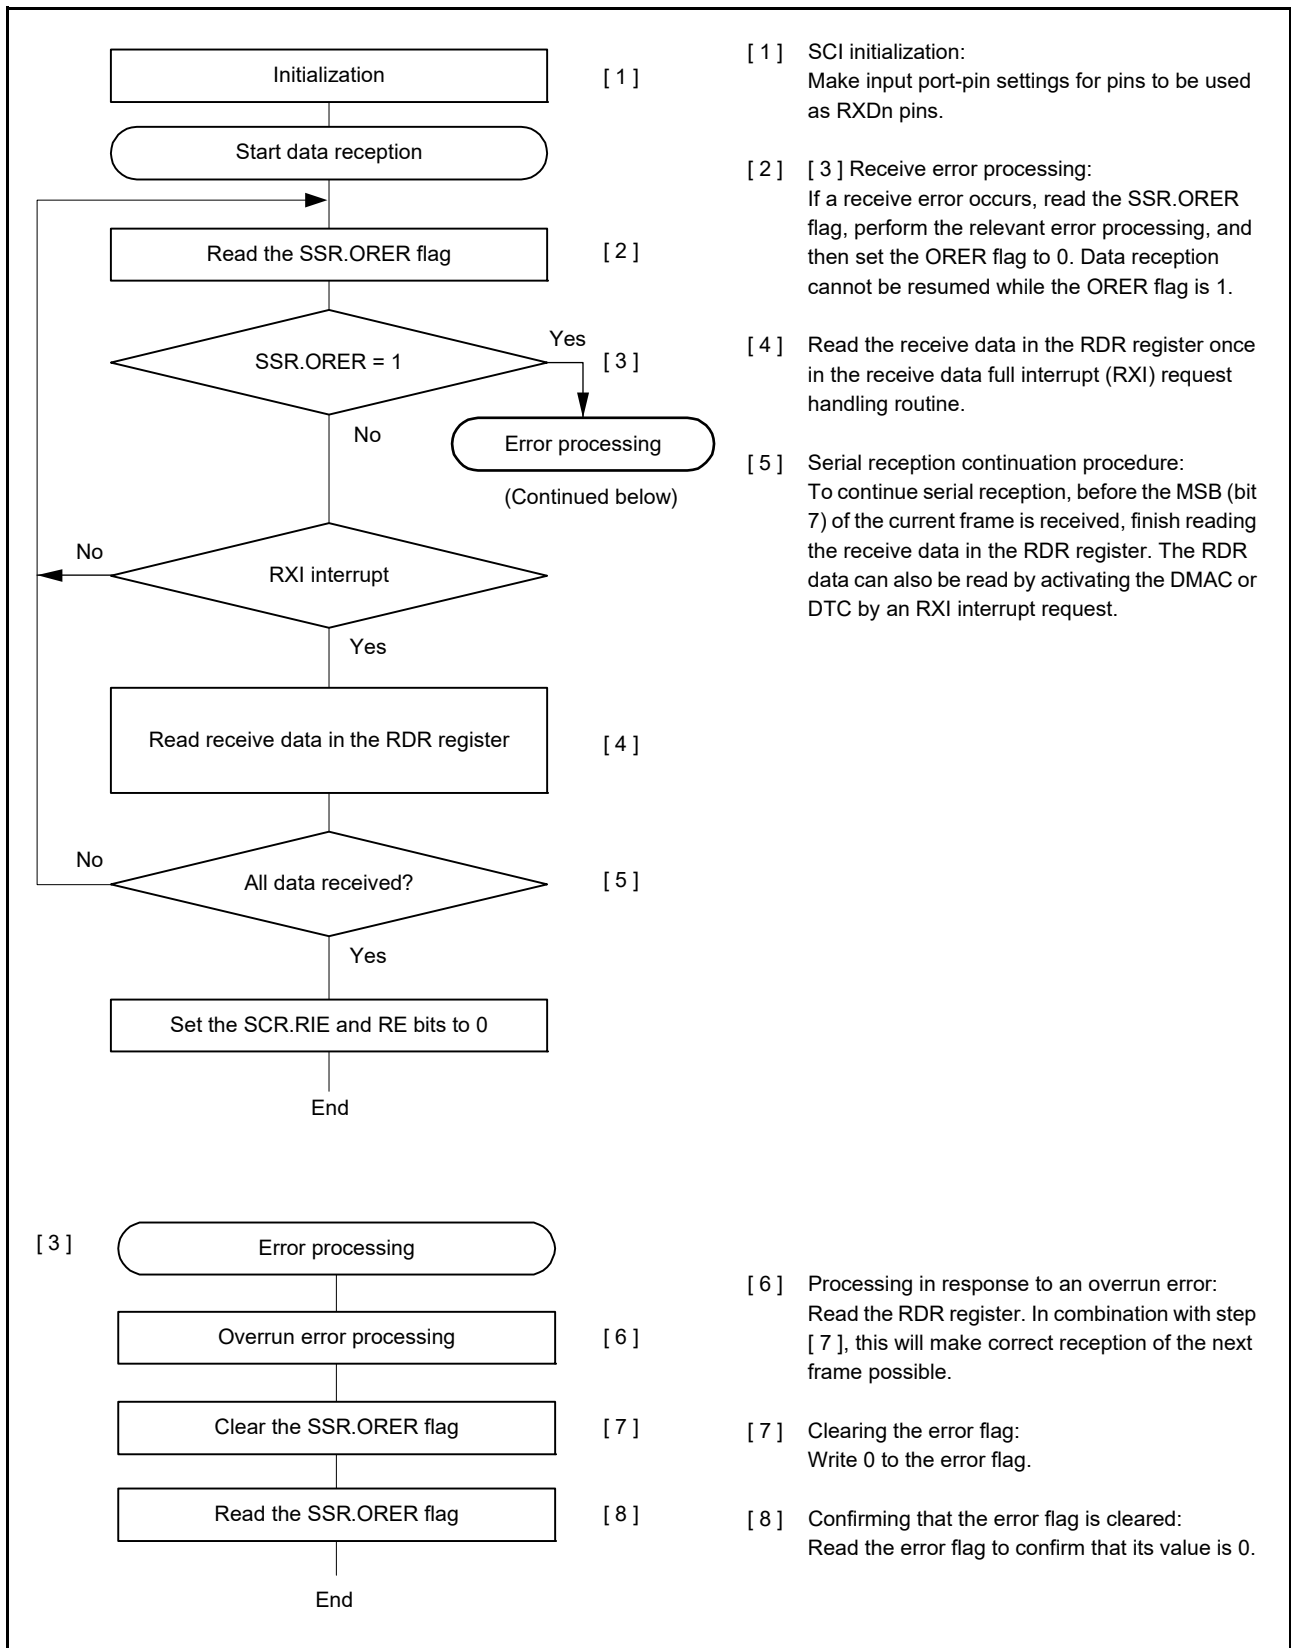 Initialization
[ 1 ]
Start data reception
Read the SSR.ORER flag
[ 2 ]
SSR.ORER = 1
Yes
[ 3 ]
No
Error processing
(Continued below)
No
RXI interrupt
Yes
Read receive data in the RDR register
[ 4 ]
No
All data received?
[ 5 ]
Yes
Set the SCR.RIE and RE bits to 0
End
[ 1 ] SCI initialization:
Make input port-pin settings for pins to be used
as RXDn pins.
[ 2 ] [ 3 ] Receive error processing:
If a receive error occurs, read the SSR.ORER
flag, perform the relevant error processing, and
then set the ORER flag to 0. Data reception
cannot be resumed while the ORER flag is 1.
[ 4 ] Read the receive data in the RDR register once
in the receive data full interrupt (RXI) request
handling routine.
[ 5 ] Serial reception continuation procedure:
To continue serial reception, before the MSB (bit
7) of the current frame is received, finish reading
the receive data in the RDR register. The RDR
data can also be read by activating the DMAC or
DTC by an RXI interrupt request.
[ 3 ]
Error processing
Overrun error processing
[ 6 ]
Clear the SSR.ORER flag
[ 7 ]
Read the SSR.ORER flag
[ 8 ]
End
[ 6 ] Processing in response to an overrun error:
Read the RDR register. In combination with step
[ 7 ], this will make correct reception of the next
frame possible.
[ 7 ] Clearing the error flag:
Write 0 to the error flag.
[ 8 ] Confirming that the error flag is cleared:
Read the error flag to confirm that its value is 0.